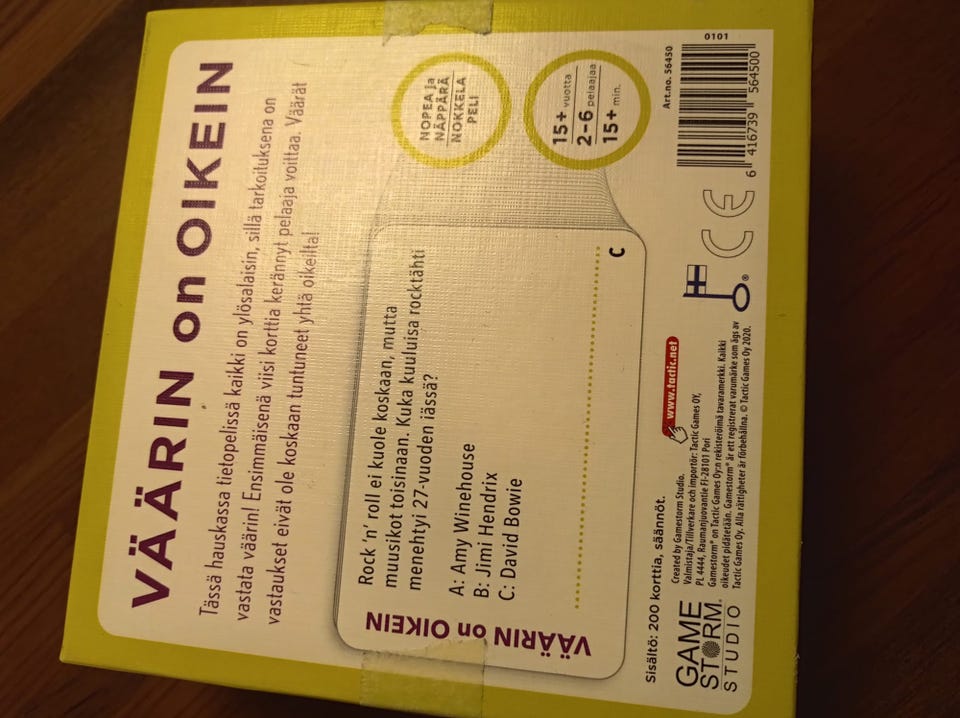 VÄÄRIN on OIKEIN
Tässä hauskassa tietopelissä kaikki on ylösalaisin, sillä tarkoituksena on
vastata väärin! Ensimmäisenä viisi korttia kerännyt pelaaja voittaa. Väärät
vastaukset eivät ole koskaan tuntuneet yhtä oikeilta!
NOPEA ja
NÄPPÄRÄ
NOKKELA
PELI
15+ vuotta
2–6 pelaajaa
15+ min.
VÄÄRIN on OIKEIN
Rock 'n' roll ei kuole koskaan, mutta
muusikot toisinaan. Kuka kuuluisa rocktähti
menehtyi 27-vuoden iässä?
A: Amy Winehouse
B: Jimi Hendrix
C: David Bowie
C
Sisältö: 200 korttia, säännöt.
GAME
STORM®
STUDIO
Created by Gamestorm Studio.
Valmistaja/Tillverkare och importör: Tactic Games OY,
PL 4444, Raumanjuovantie FI-28101 Pori
Gamestorm® on Tactic Games Oy:n rekisteröimä tavaramerkki. Kaikki
oikeudet pidätetään. Gamestorm® är ett registrerat varumärke som ägs av
Tactic Games Oy. Alla rättigheter är förbehållna. © Tactic Games Oy 2020.
www.tactic.net
®
CE
Art.no. 56450
0101
6 416739 564500